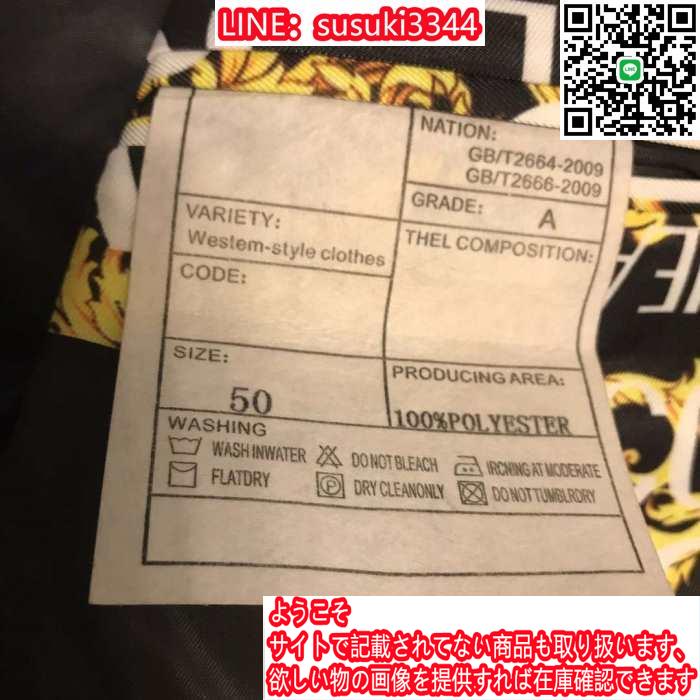 LINE：susuki3344
NATION:
GB/T2664-2009
GB/T2666-2009
GRADE: A
VARIETY:
Westem-style clothes
THEL COMPOSITION:
CODE:
SIZE:
50
PRODUCING AREA:
100%POLYESTER
WASHING
WASH INWATER
DO NOT BLEACH
IRCNING AT MODERATE
FLATDRY
P
DRY CLEANONLY
DO NOT TUMBLRDRY
ようこそ
サイトで記載されてない商品も取り扱います、
欲しい物の画像を提供すれば在庫確認できます